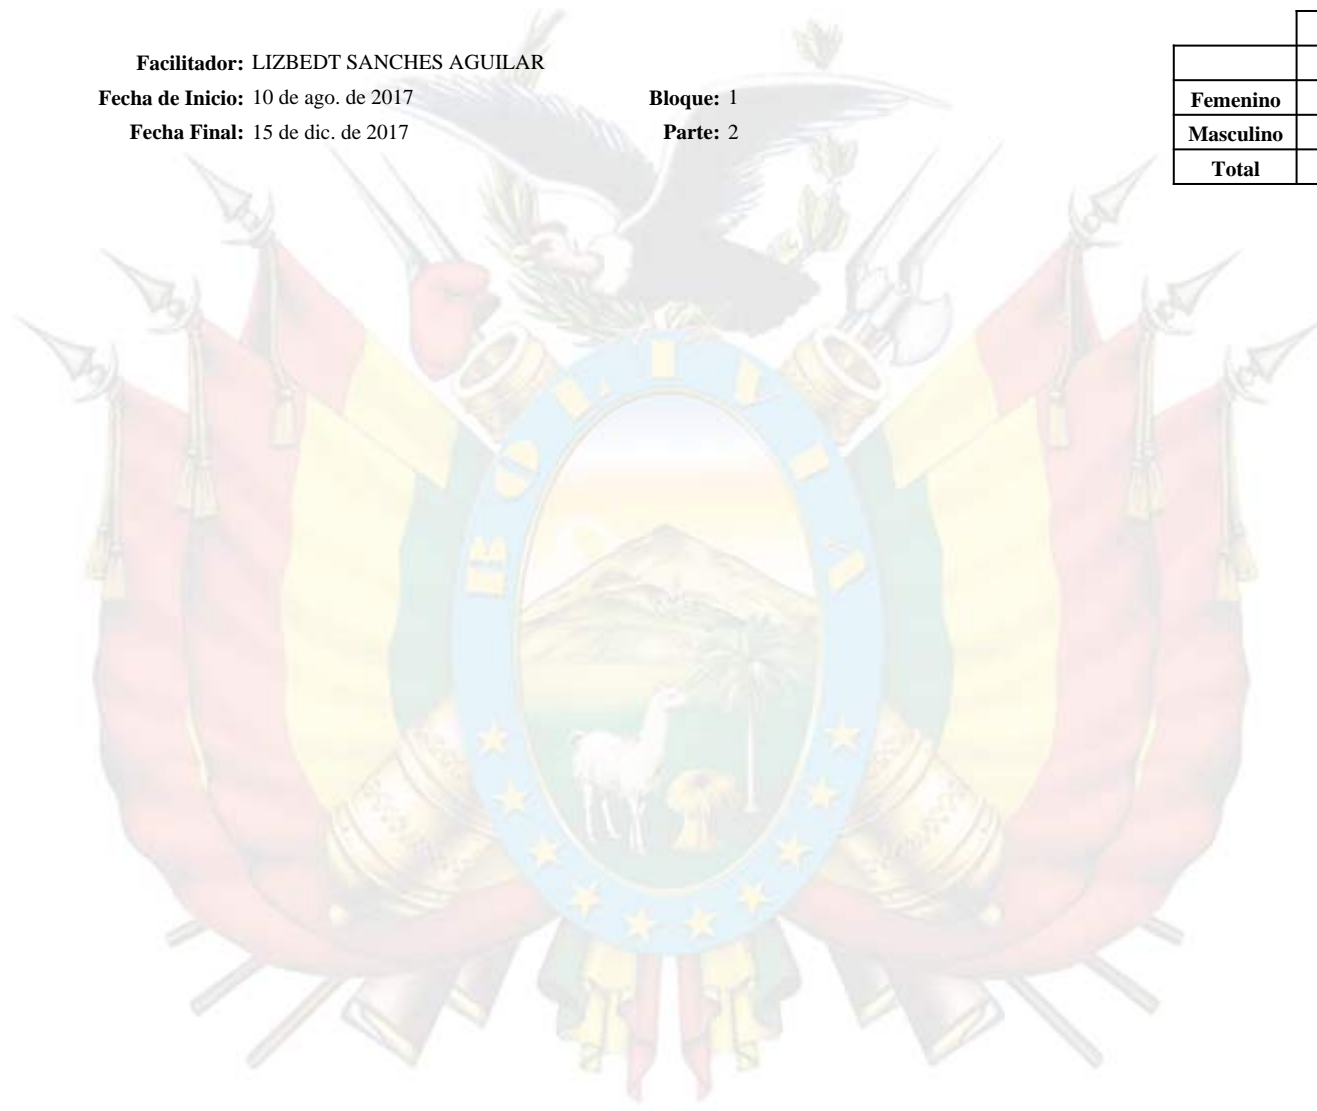 Facilitador: LIZBEDT SANCHES AGUILAR
Fecha de Inicio: 10 de ago. de 2017 Bloque: 1
Fecha Final: 15 de dic. de 2017 Parte: 2
Femenino
Masculino
Total
BOLIVIA